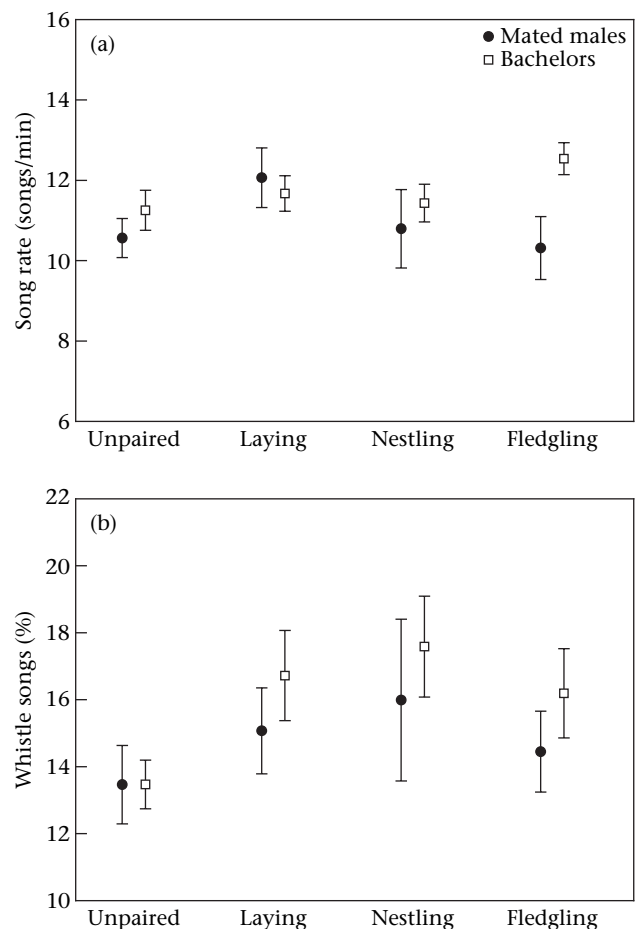 16
(a)
Mated males
Bachelors
14
12
10
8
6
Song rate (songs/min)
Unpaired Laying Nestling Fledgling
22
(b)
20
18
16
14
12
10
Whistle songs (%)
Unpaired Laying Nestling Fledgling